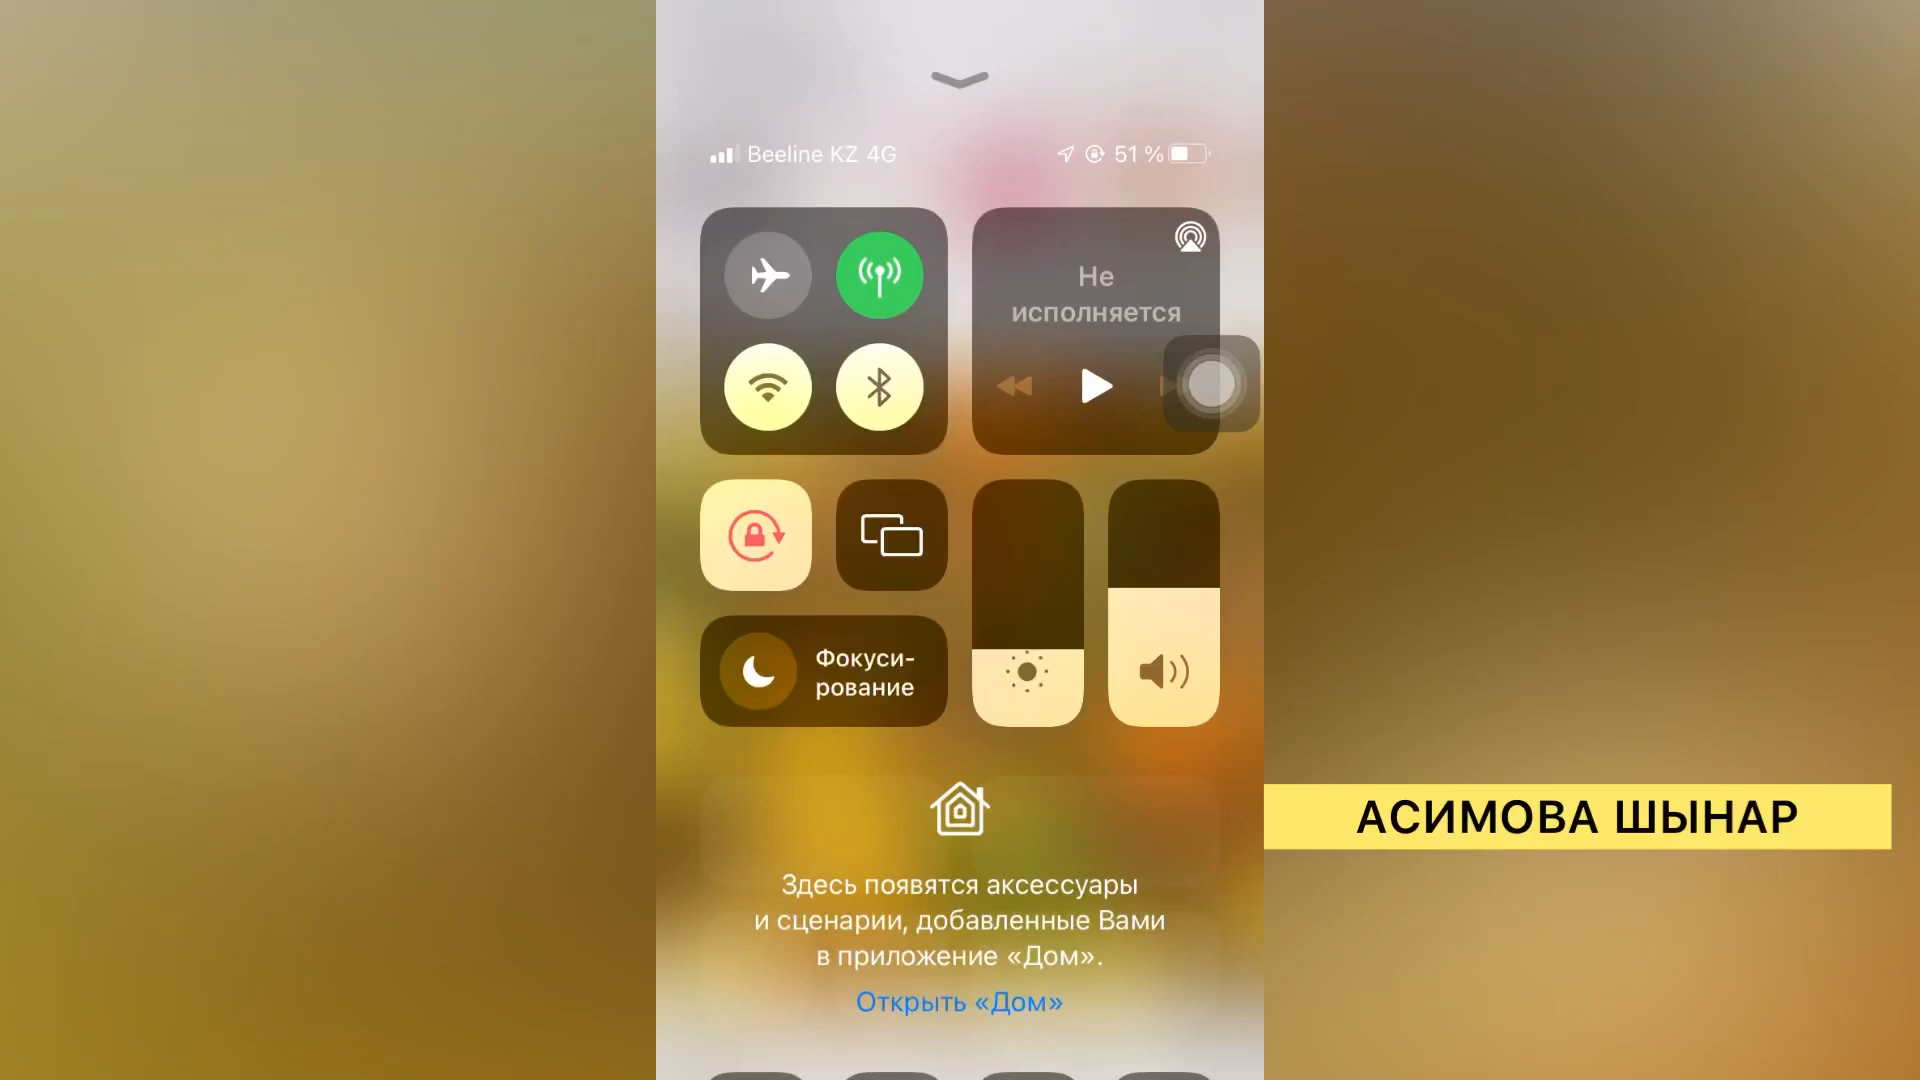 Beeline KZ 4G
51 %
Не
исполняется
Фокуси-
рование
Здесь появятся аксессуары
и сценарии, добавленные Вами
в приложение «Дом».
Открыть «Дом»
АСИМОВА ШЫНАР